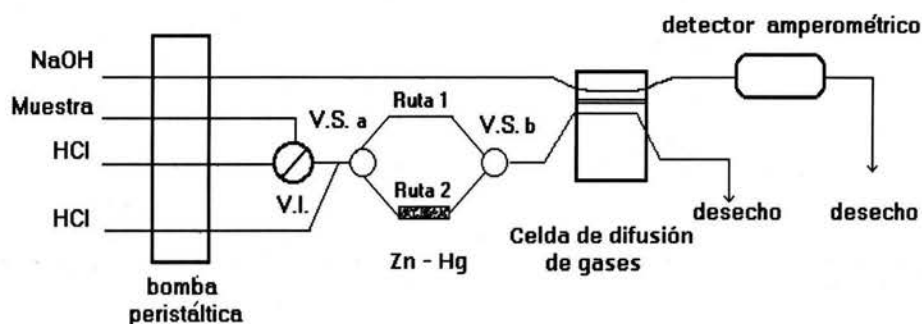 detector amperométrico
NaOH
Muestra
HCl
HCl
V.I.
V.S. a
Ruta 1
V.S. b
Ruta 2
Zn - Hg
Celda de difusión
de gases
desecho
desecho
bomba
peristáltica